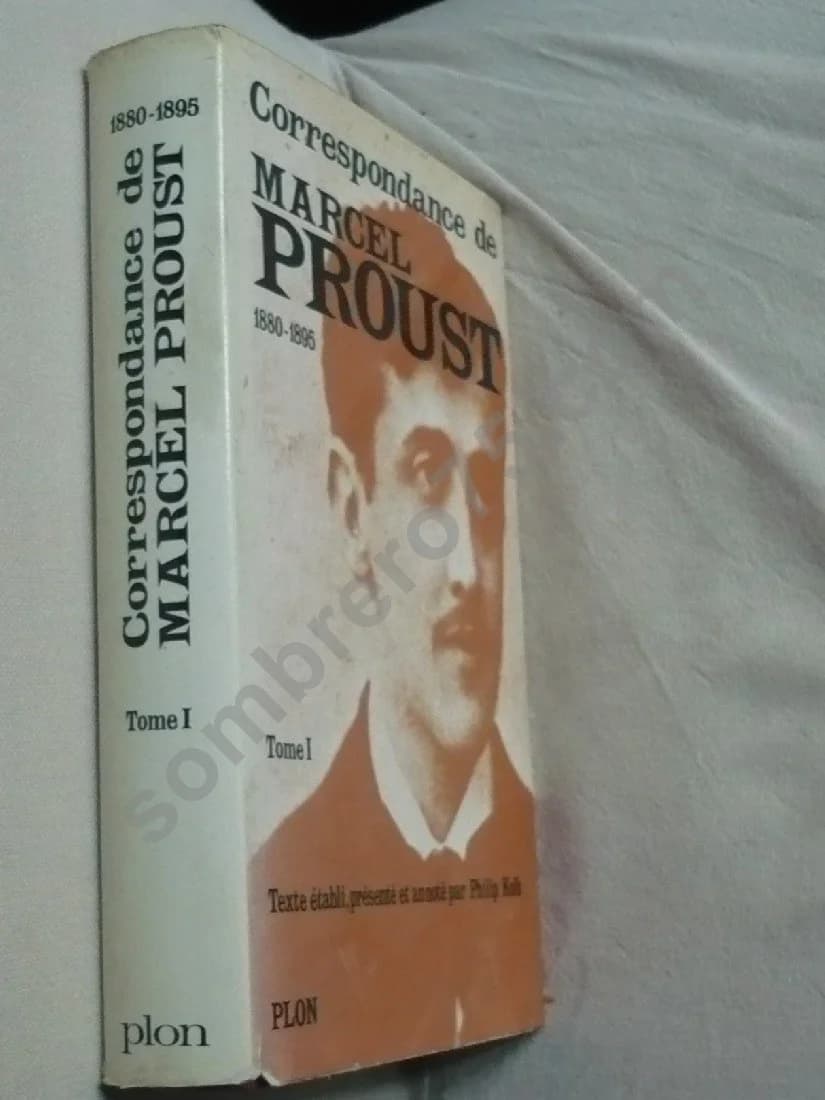 1880-1895
Correspondance de
MARCEL PROUST
Tome I
plon
Correspondance de
MARCEL
PROUST
1880-1895
Tome I
Texte établi, présenté et annoté par Philip Kolb
PLON
sombrero75